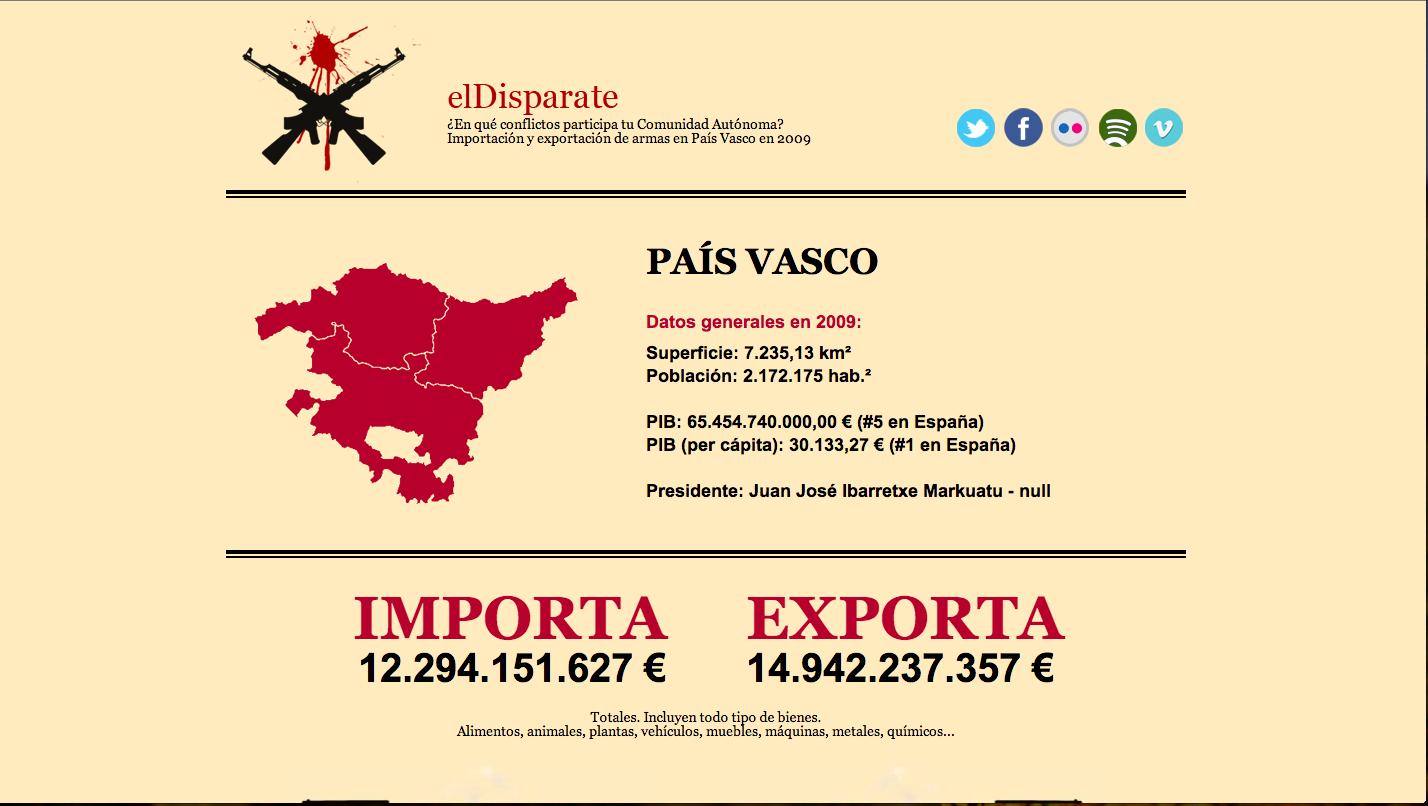 elDisparate
¿En qué conflictos participa tu Comunidad Autónoma?
Importación y exportación de armas en País Vasco en 2009
PAÍS VASCO
Datos generales en 2009:
Superficie: 7.235,13 km²
Población: 2.172.175 hab.²
PIB: 65.454.740.000,00 € (#5 en España)
PIB (per cápita): 30.133,27 € (#1 en España)
Presidente: Juan José Ibarretxe Markuatu - null
IMPORTA
12.294.151.627 €
EXPORTA
14.942.237.357 €
Totales. Incluyen todo tipo de bienes.
Alimentos, animales, plantas, vehículos, muebles, máquinas, metales, químicos...